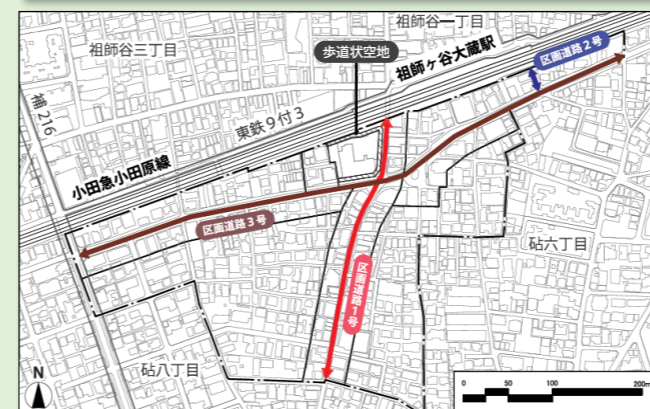 祖師谷一丁目
祖師谷三丁目
歩道状空地
祖師ヶ谷大蔵駅
区画道路2号
補216
東鉄9付3
小田急小田原線
区画道路3号
砧六丁目
区画道路1号
砧八丁目
N
0 50 100 200m